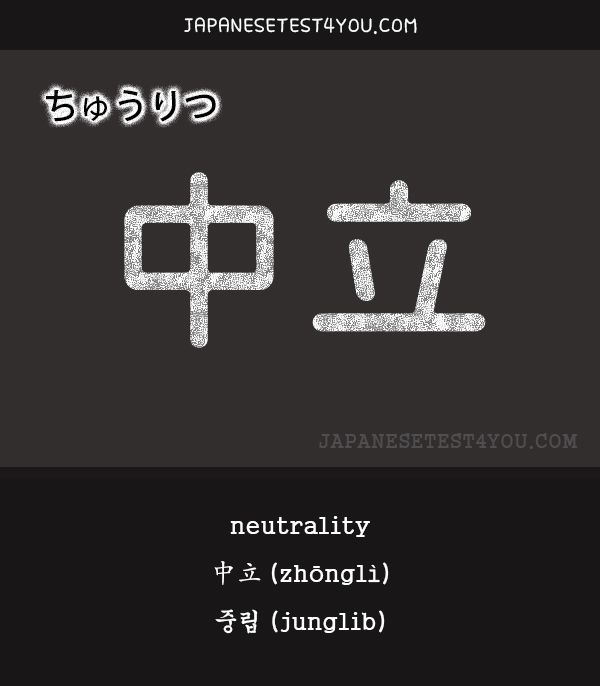 JAPANESETEST4YOU.COM
ちゅうりつ
中立
JAPANESETEST4YOU.COM
neutrality
中立 (zhōnglì)
중립 (junglib)